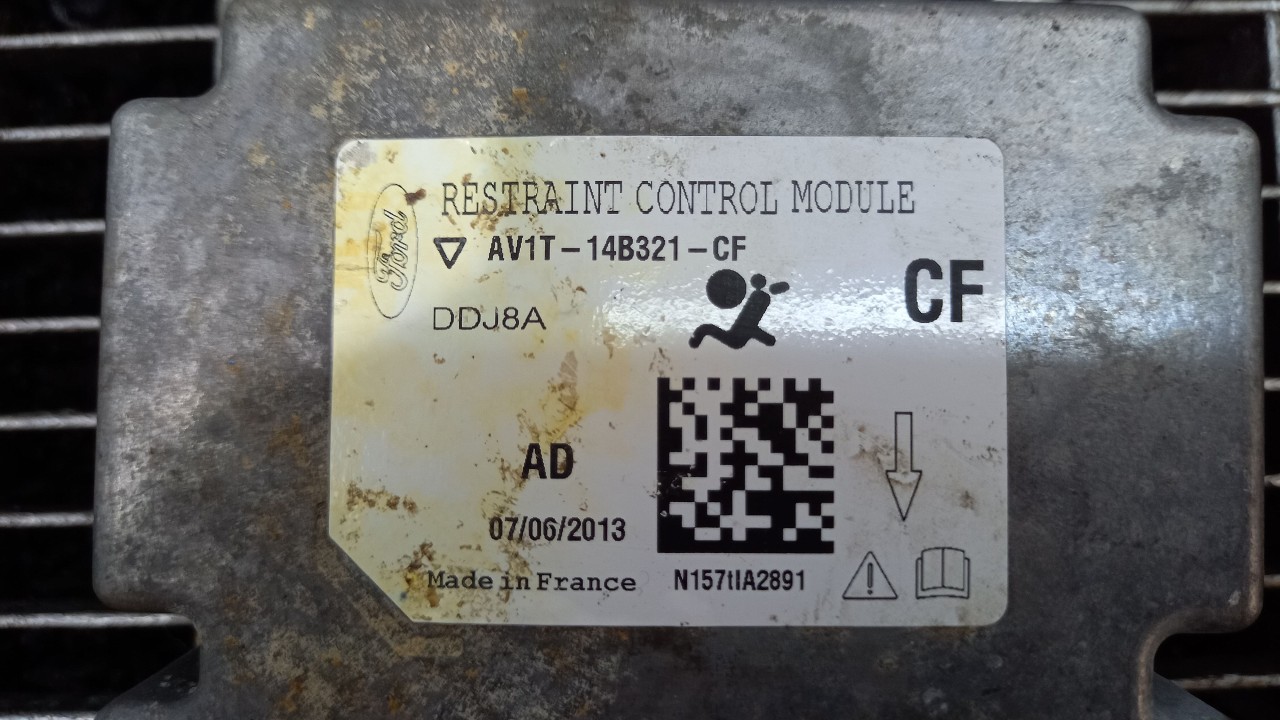 Ford
RESTRAINT CONTROL MODULE
AV1T-14B321-CF
CF
DDJ8A
AD
07/06/2013
Made in France
N157tIA2891